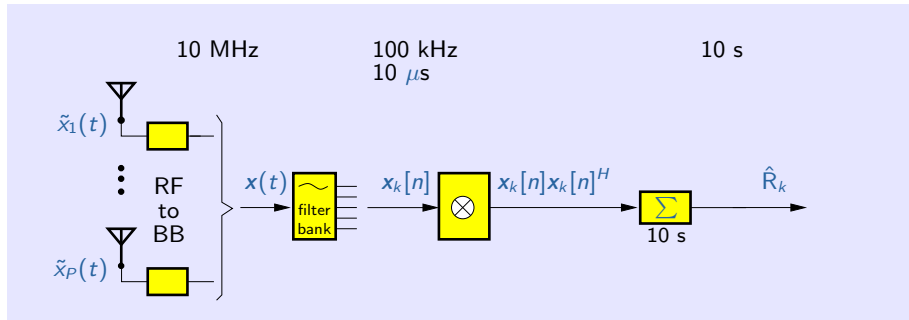 10 MHz
100 kHz
10 μs
10 s
x̃₁(t)
RF
to
BB
x̃_P(t)
x(t)
filter
bank
x_k[n]
⊗
x_k[n]x_k[n]^H
∑
10 s
R̂_k